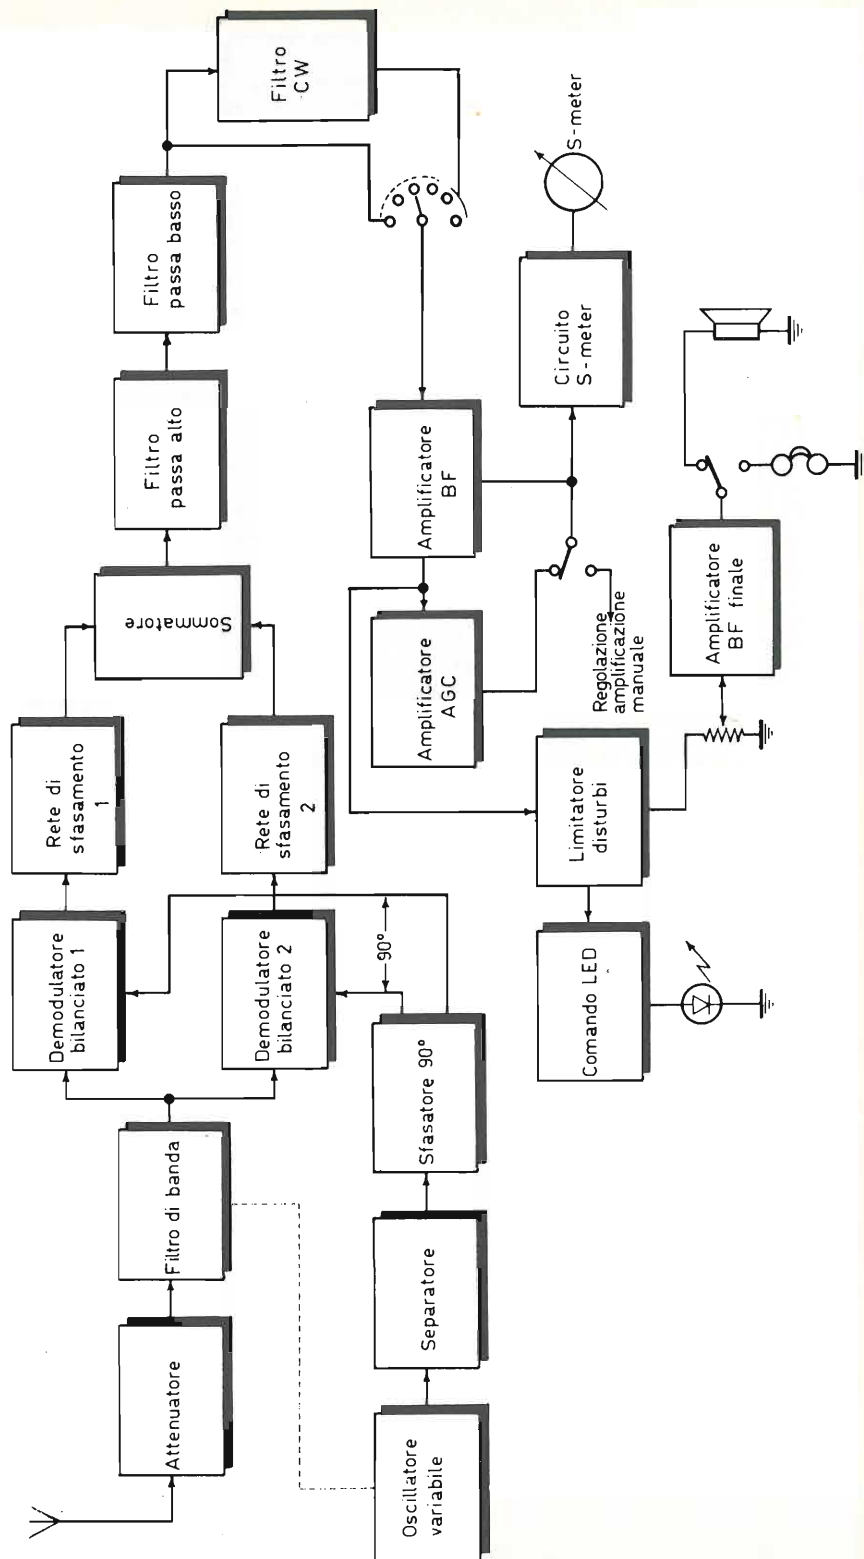 Attenuatore
Filtro di banda
Demodulatore
bilanciato 1
Rete di
sfasamento
1
Sommatore
Filtro
passa alto
Filtro
passa basso
Filtro
CW
Demodulatore
bilanciato 2
Rete di
sfasamento
2
90°
Oscillatore
variabile
Separatore
Sfasatore 90°
Amplificatore
AGC
Amplificatore
BF
Circuito
S-meter
S-meter
Regolazione
amplificazione
manuale
Comando LED
Limitatore
disturbi
Amplificatore
BF finale